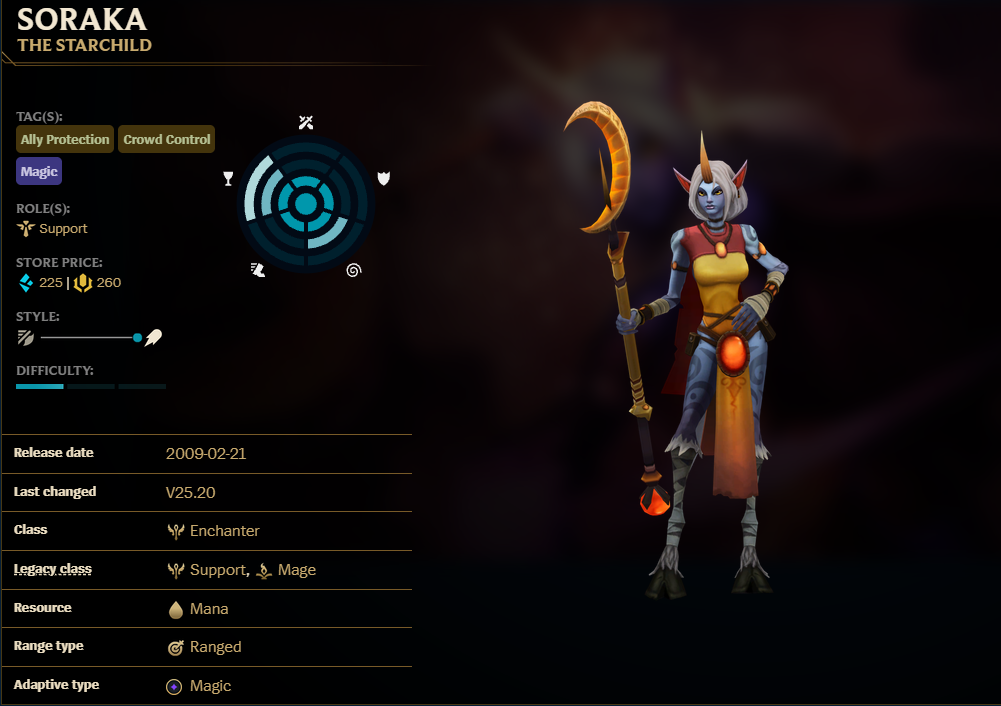 SORAKA
THE STARCHILD
TAG(S):
Ally Protection Crowd Control
Magic
ROLE(S):
Support
STORE PRICE:
225 | 260
STYLE:
DIFFICULTY:
Release date 2009-02-21
Last changed V25.20
Class Enchanter
Legacy class Support, Mage
Resource Mana
Range type Ranged
Adaptive type Magic